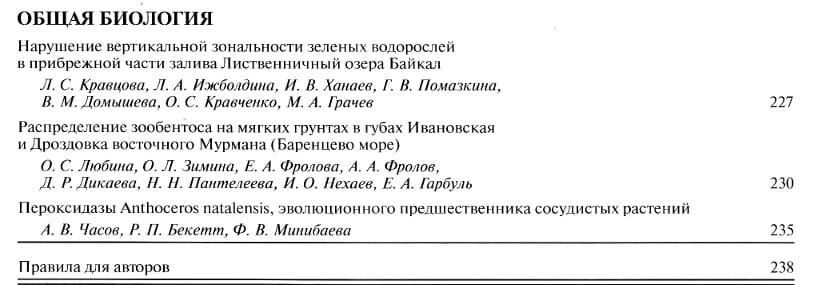 ОБЩАЯ БИОЛОГИЯ
Нарушение вертикальной зональности зеленых водорослей
в прибрежной части залива Лиственничный озера Байкал
Л. С. Кравцова, Л. А. Ижболдина, И. В. Ханаев, Г. В. Помазкина,
В. М. Домышева, О. С. Кравченко, М. А. Грачев 227
Распределение зообентоса на мягких грунтах в губах Ивановская
и Дроздовка восточного Мурмана (Баренцево море)
О. С. Любина, О. Л. Зимина, Е. А. Фролова, А. А. Фролов,
Д. Р. Дикаева, Н. Н. Пантелеева, И. О. Нехаев, Е. А. Гарбуль 230
Пероксидазы Anthoceros natalensis, эволюционного предшественника сосудистых растений
А. В. Часов, Р. П. Бекетт, Ф. В. Минибаева 235
Правила для авторов 238